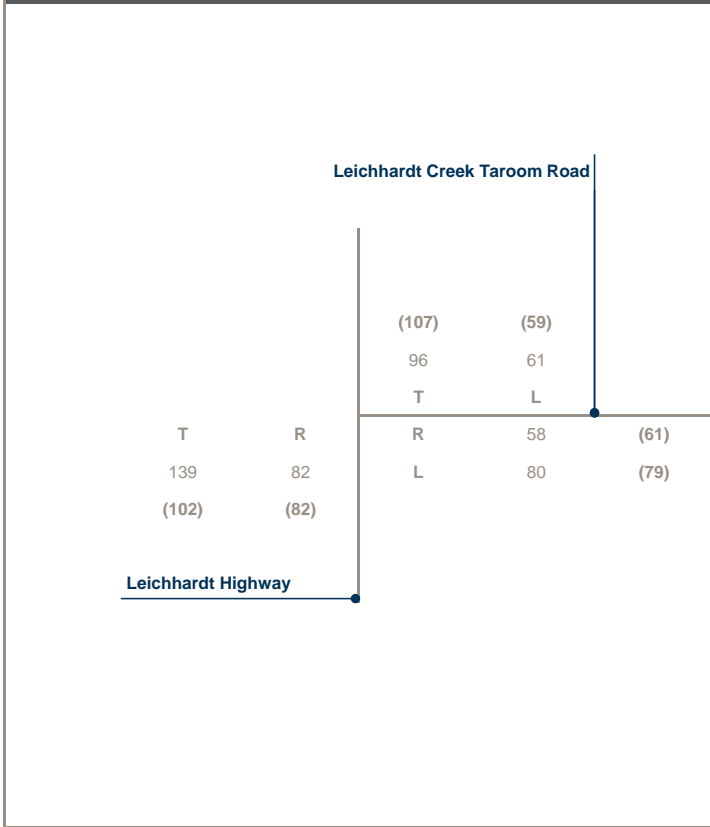 Leichhardt Creek Taroom Road
(107) (59)
96 61
T L
T R R 58 (61)
139 82 L 80 (79)
(102) (82)
Leichhardt Highway